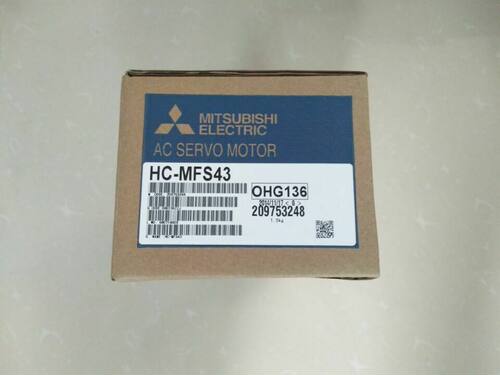 MITSUBISHI
ELECTRIC
AC SERVO MOTOR
HC-MFS43
OHG136
209753248